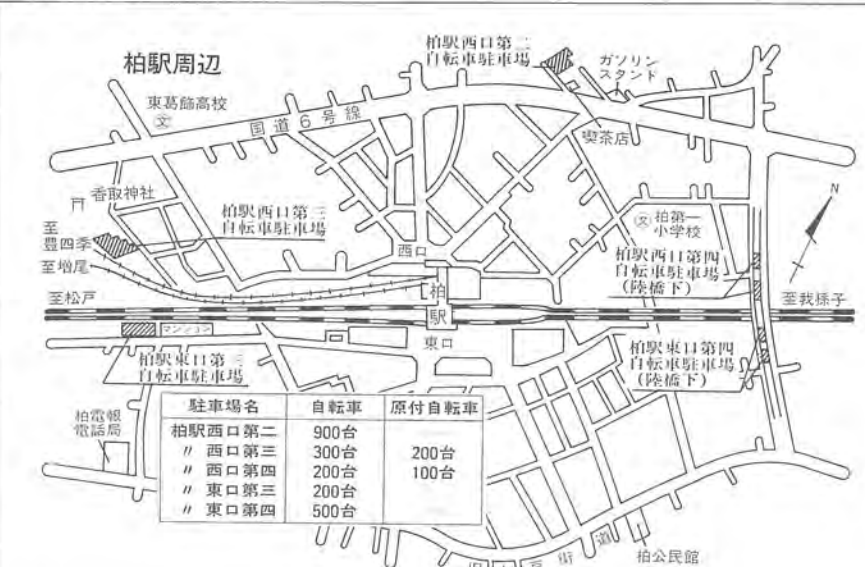 柏駅周辺
柏駅西口第二
自転車駐車場
ガソリン
スタンド
東葛飾高校
文
国道6号線
喫茶店
香取神社
柏駅西口第三
自転車駐車場
至
豊四季
至増尾
西口
文
柏第一
小学校
柏駅西口第四
自転車駐車場
(陸橋下)
N
至松戸
柏
駅
至我孫子
マンション
東口
柏駅東口第三
自転車駐車場
柏駅東口第四
自転車駐車場
(陸橋下)
柏電報
電話局
駐車場名 自転車 原付自転車
柏駅西口第二 900台
〃 西口第三 300台 200台
〃 西口第四 200台 100台
〃 東口第三 200台
〃 東口第四 500台
街道
柏公民館